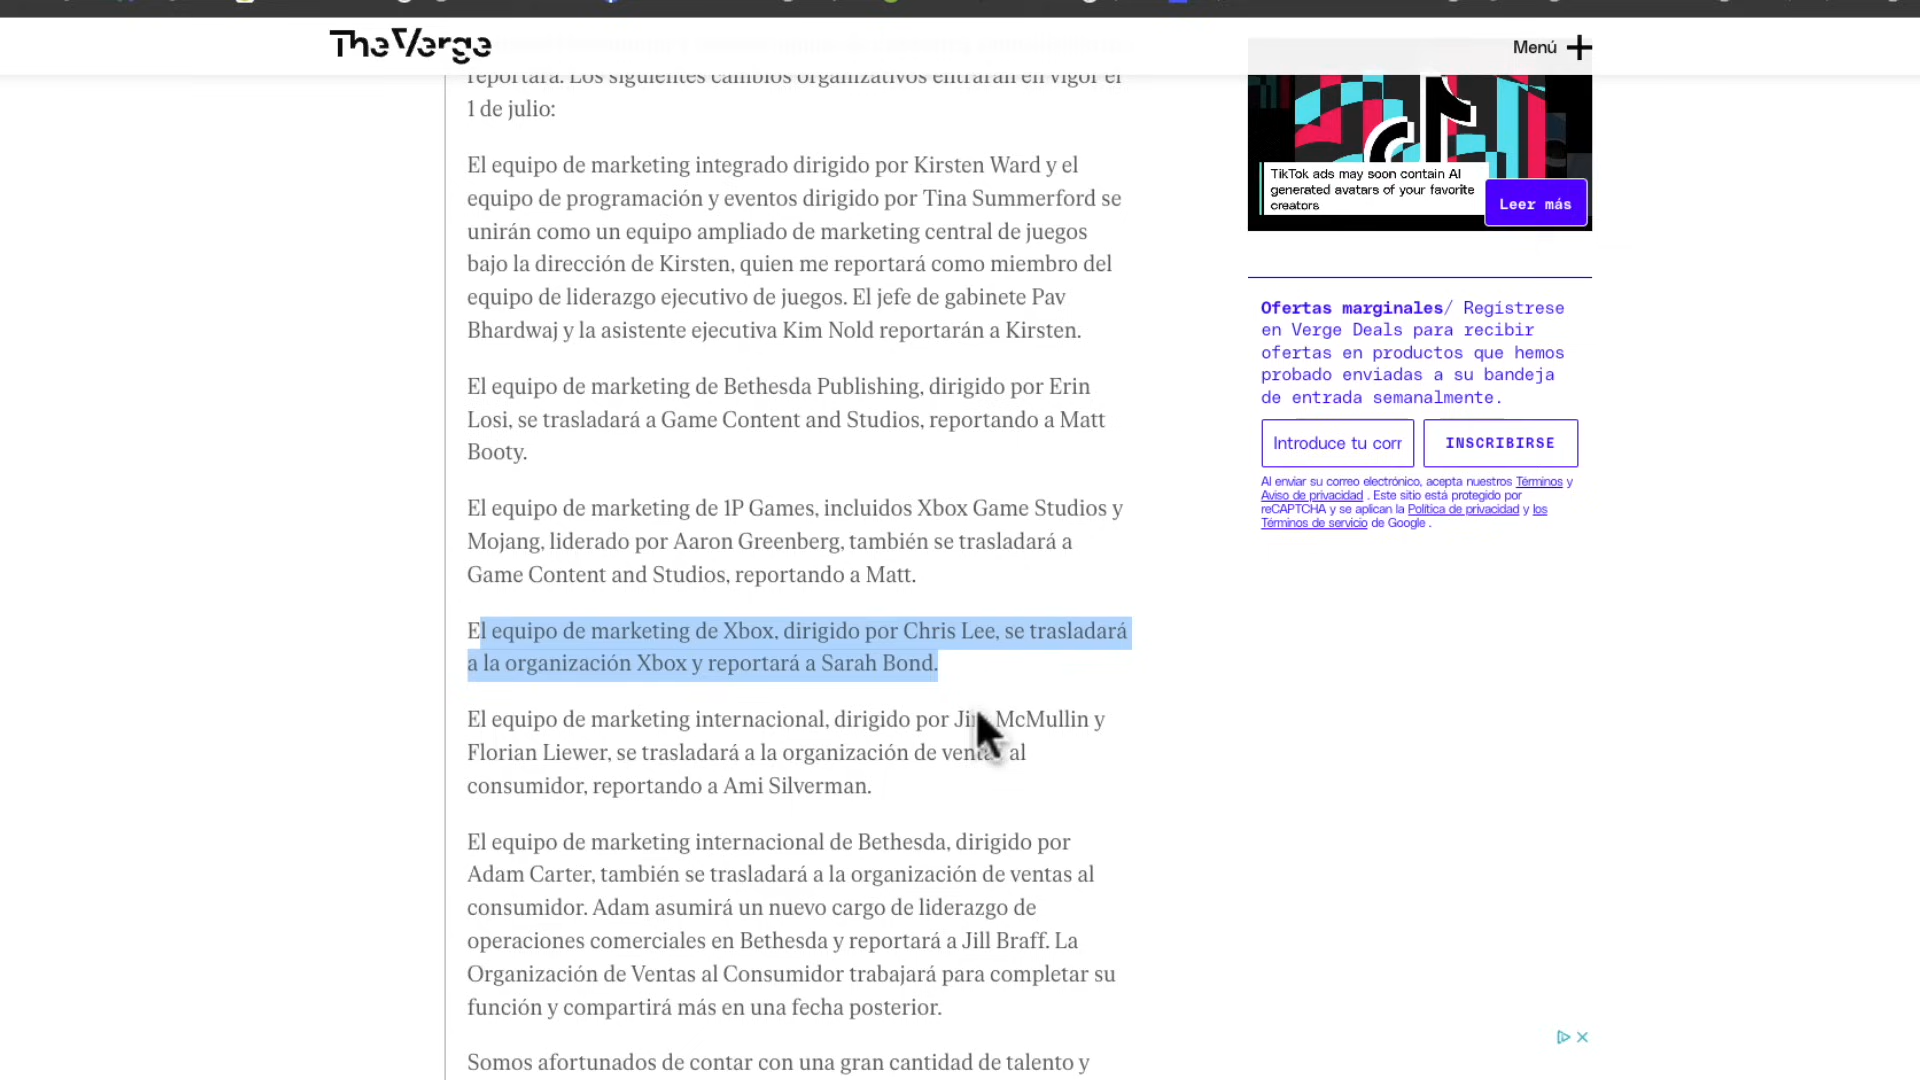 The Verge
Menú
reportará. Los siguientes cambios organizativos entrarán en vigor el
1 de julio:
El equipo de marketing integrado dirigido por Kirsten Ward y el
equipo de programación y eventos dirigido por Tina Summerford se
unirán como un equipo ampliado de marketing central de juegos
bajo la dirección de Kirsten, quien me reportará como miembro del
equipo de liderazgo ejecutivo de juegos. El jefe de gabinete Pav
Bhardwaj y la asistente ejecutiva Kim Nold reportarán a Kirsten.
El equipo de marketing de Bethesda Publishing, dirigido por Erin
Losi, se trasladará a Game Content and Studios, reportando a Matt
Booty.
El equipo de marketing de 1P Games, incluidos Xbox Game Studios y
Mojang, liderado por Aaron Greenberg, también se trasladará a
Game Content and Studios, reportando a Matt.
El equipo de marketing de Xbox, dirigido por Chris Lee, se trasladará
a la organización Xbox y reportará a Sarah Bond.
El equipo de marketing internacional, dirigido por McMullin y
Florian Liewer, se trasladará a la organización de ventas al
consumidor, reportando a Ami Silverman.
El equipo de marketing internacional de Bethesda, dirigido por
Adam Carter, también se trasladará a la organización de ventas al
consumidor. Adam asumirá un nuevo cargo de liderazgo de
operaciones comerciales en Bethesda y reportará a Jill Braff. La
Organización de Ventas al Consumidor trabajará para completar su
función y compartirá más en una fecha posterior.
Somos afortunados de contar con una gran cantidad de talento y
TikTok ads may soon contain AI
generated avatars of your favorite
creators
Leer más
Ofertas marginales/ Regístrese
en Verge Deals para recibir
ofertas en productos que hemos
probado enviadas a su bandeja
de entrada semanalmente.
Introduce tu corr
INSCRIBIRSE
Al enviar su correo electrónico, acepta nuestros Términos y
Aviso de privacidad . Este sitio está protegido por
reCAPTCHA y se aplican la Política de privacidad y los
Términos de servicio de Google .